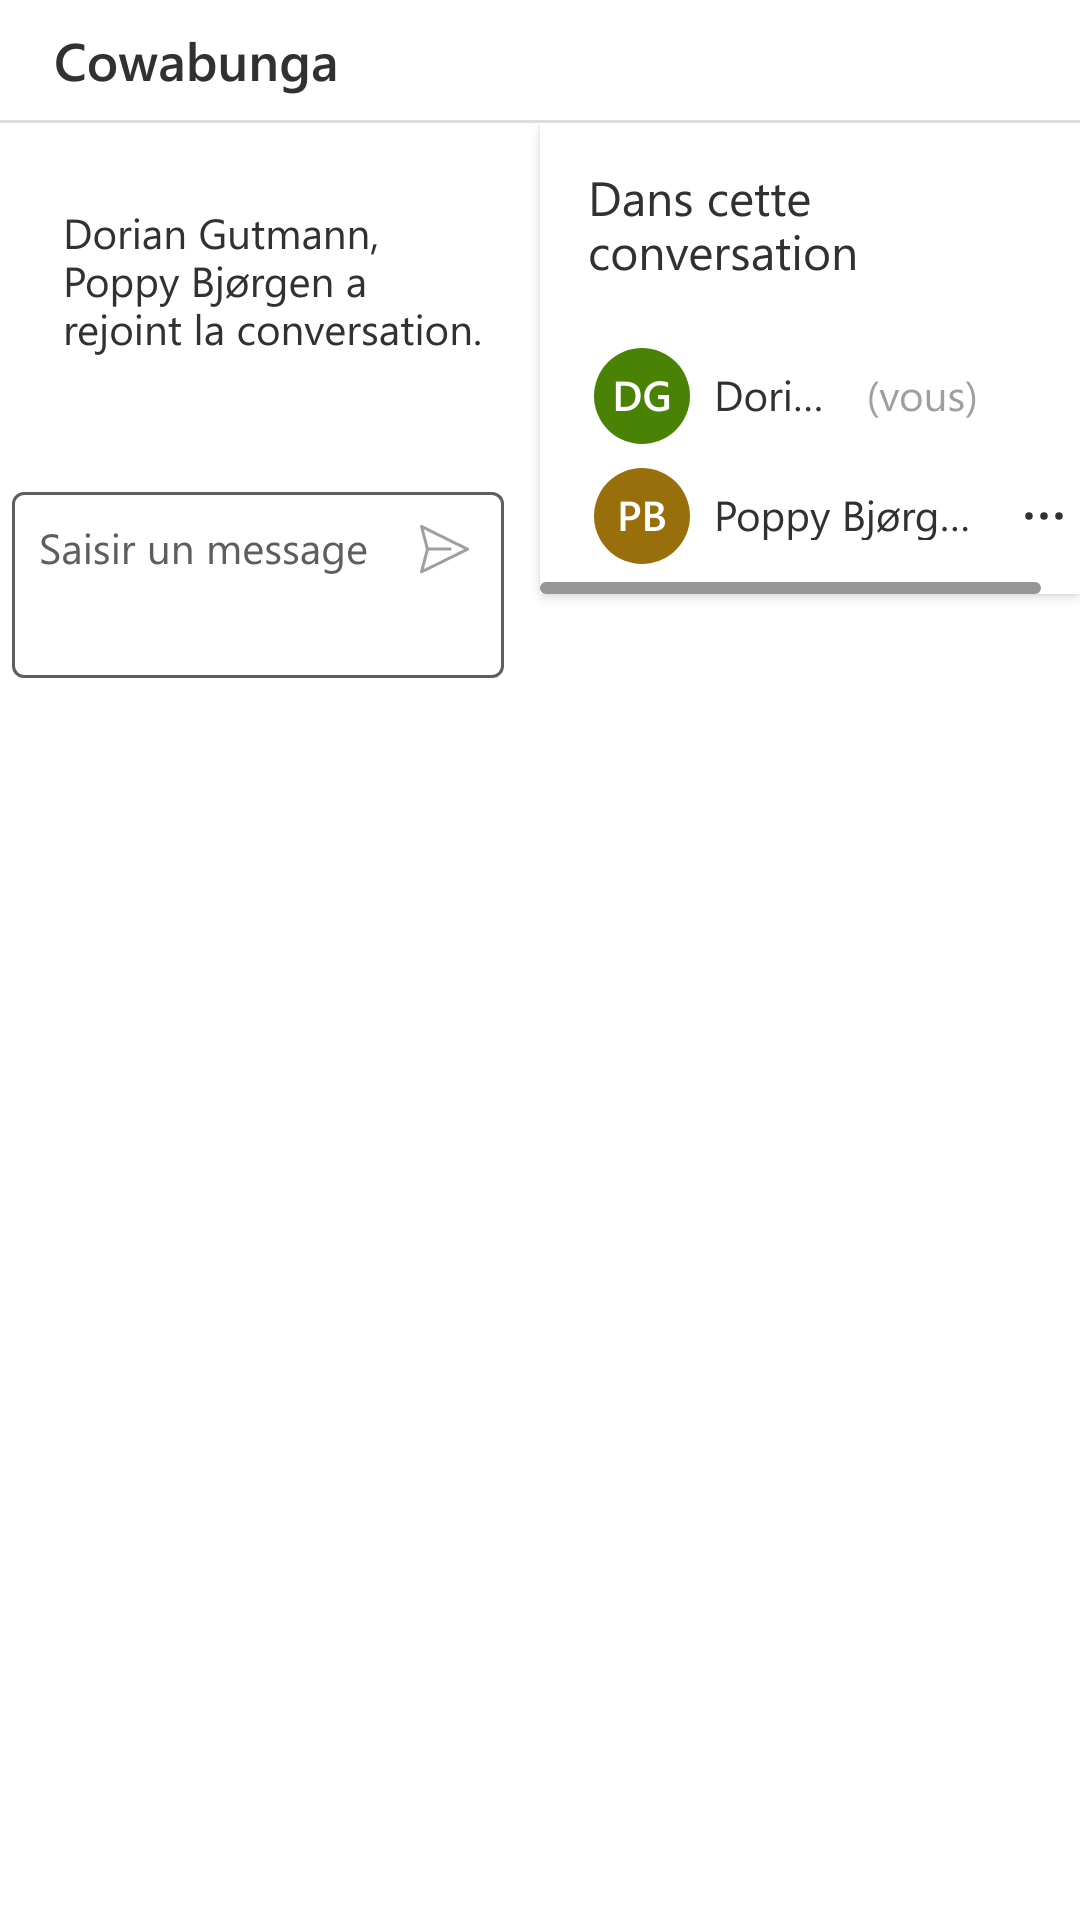 Cowabunga
Dorian Gutmann,
Poppy Bjørgen a
rejoint la conversation.
Saisir un message
Dans cette
conversation
DG Dori... (vous)
PB Poppy Bjørg...